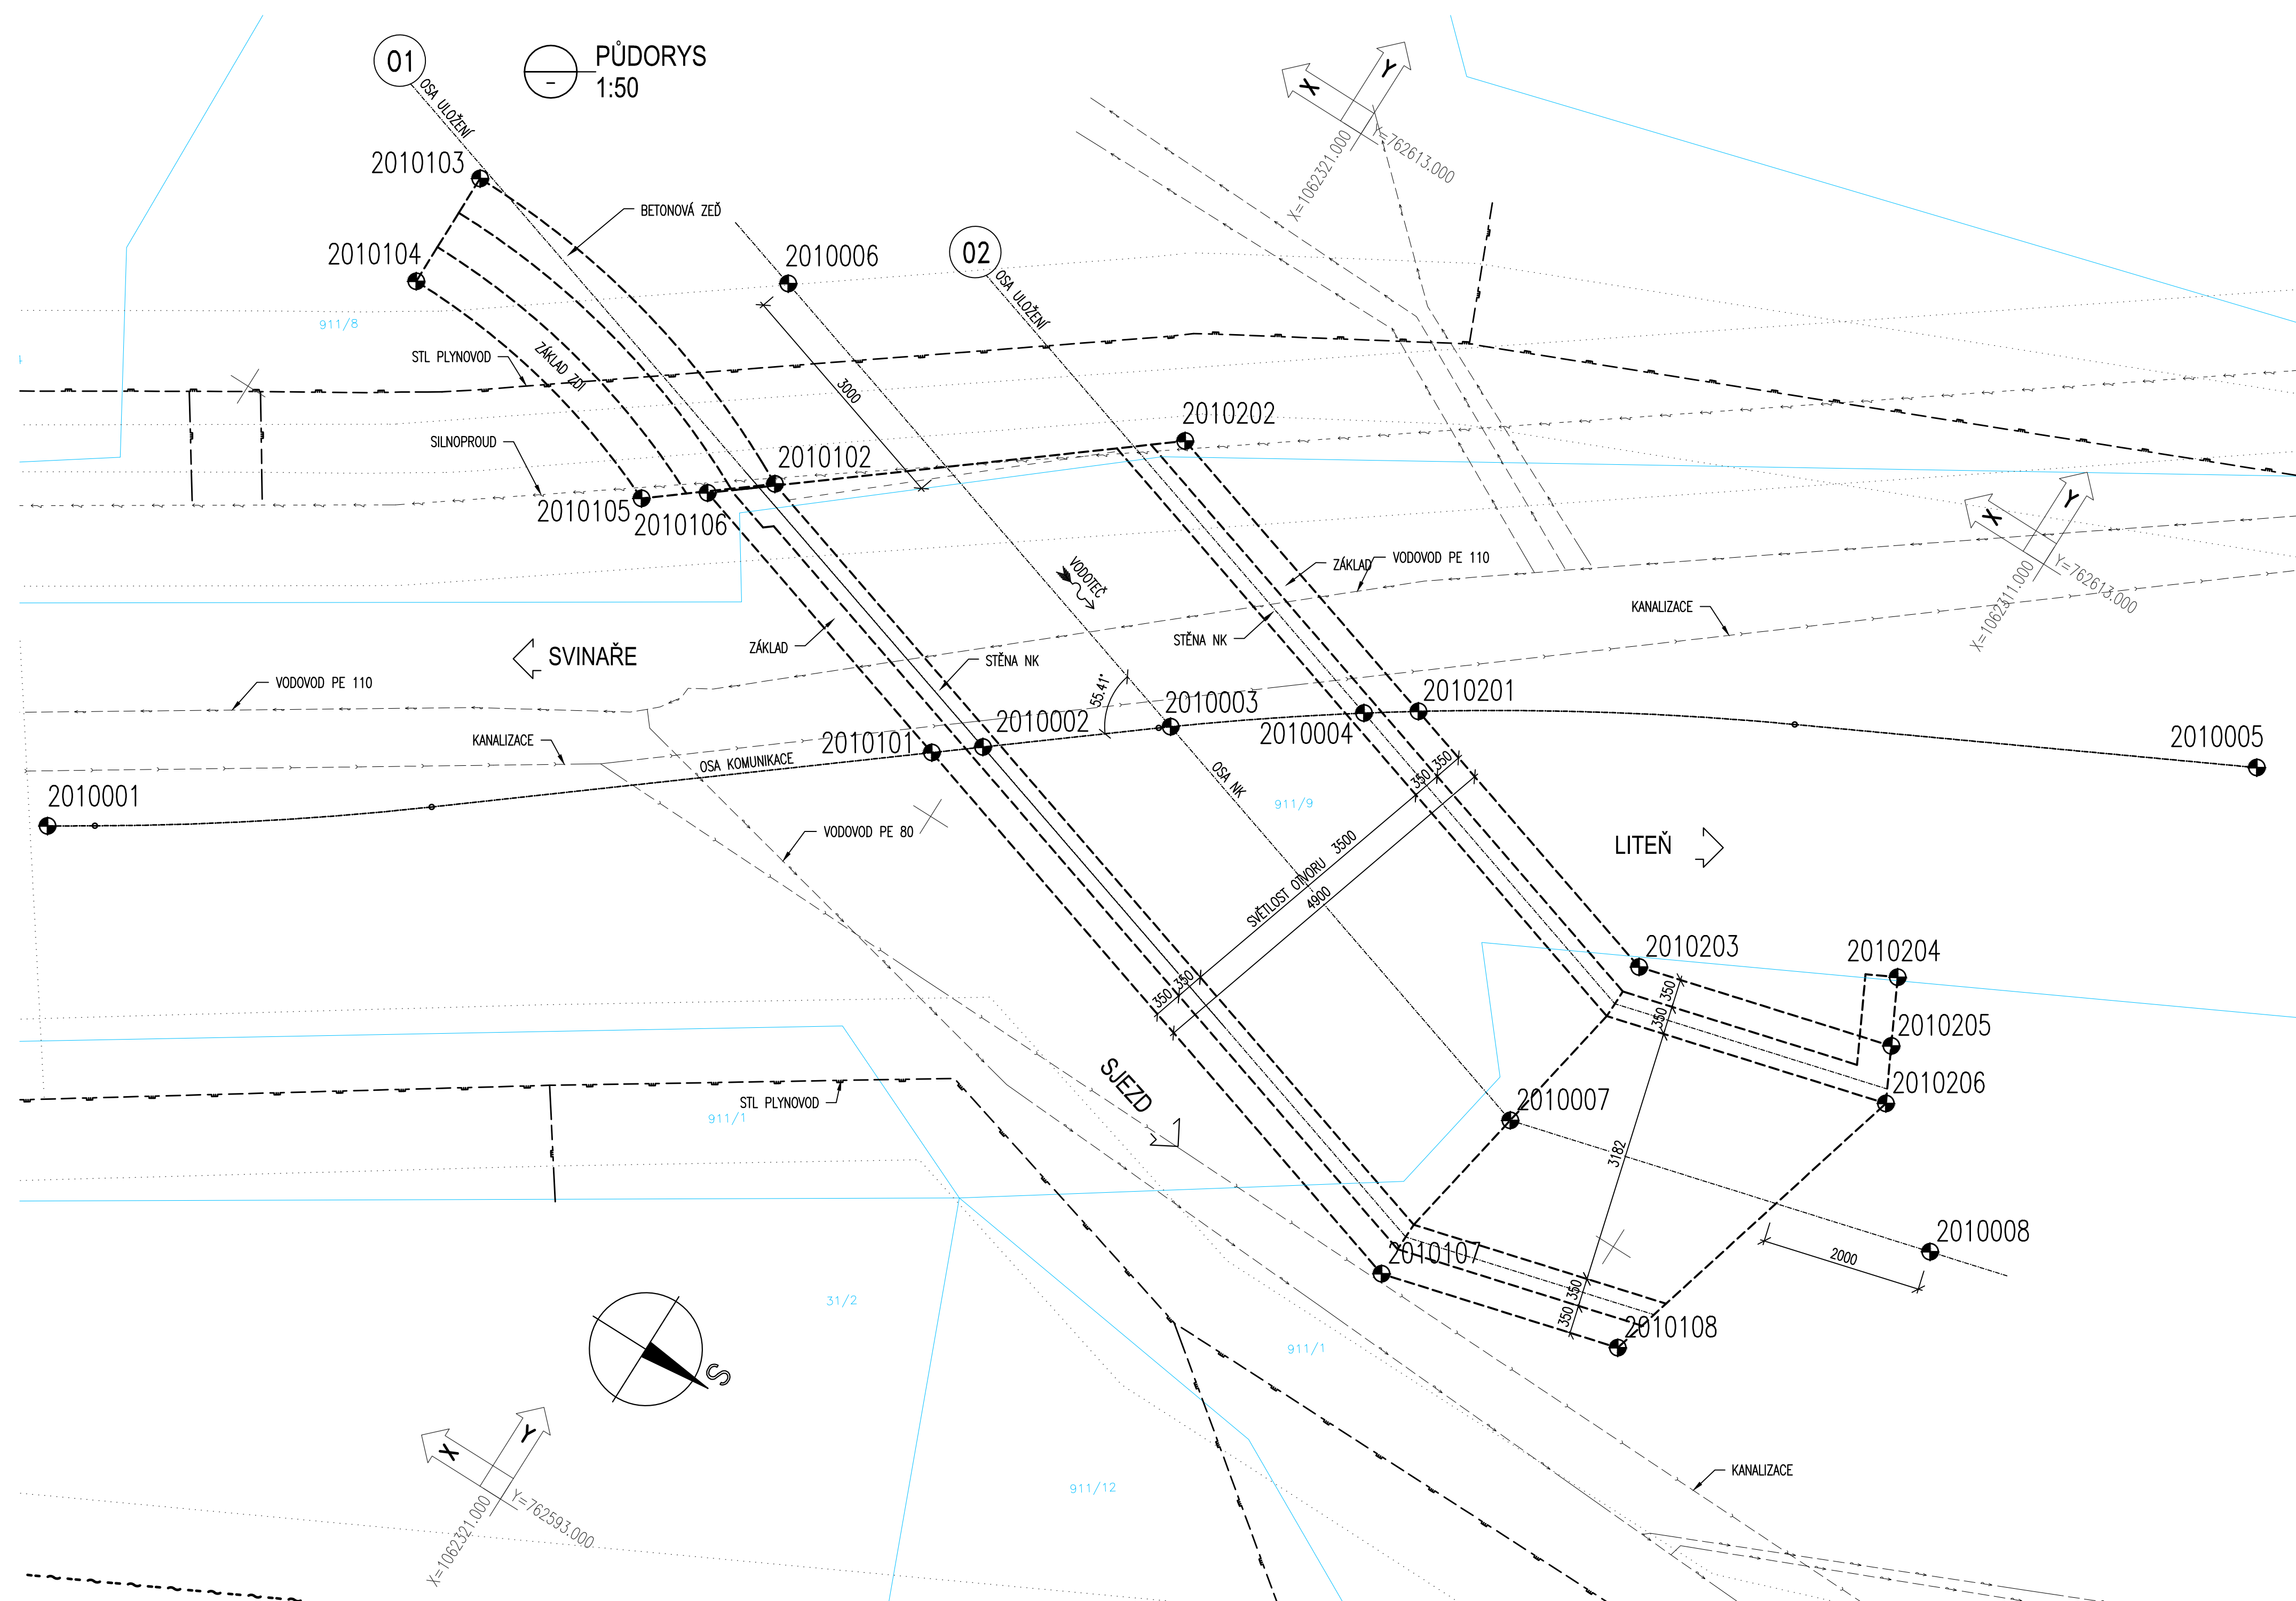 01
PŮDORYS
1:50
-
OSA ULOŽENÍ
X
Y
X=1062321.000
Y=762613.000
2010103
BETONOVÁ ZEĎ
2010104
2010006
02
OSA ULOŽENÍ
911/8
STL PLYNOVOD
ZÁKLAD ZDI
3000
SILNOPROUD
2010102
2010202
2010105
2010106
X
Y
X=1062311.000
Y=762613.000
VODOTEČ
ZÁKLAD
VODOVOD PE 110
KANALIZACE
STĚNA NK
ZÁKLAD
SVINAŘE
STĚNA NK
VODOVOD PE 110
55.41°
2010003
2010201
2010002
2010004
2010101
KANALIZACE
OSA KOMUNIKACE
2010005
2010001
OSA NK
350
350
911/9
VODOVOD PE 80
SVĚTLOST OTVORU 3500
4900
LITEŇ
2010203
2010204
350
350
350
350
2010205
2010206
SJEZD
STL PLYNOVOD
911/1
2010007
3182
2010008
2000
2010107
350
350
2010108
31/2
911/1
S
X
Y
X=1062321.000
Y=762593.000
KANALIZACE
911/12